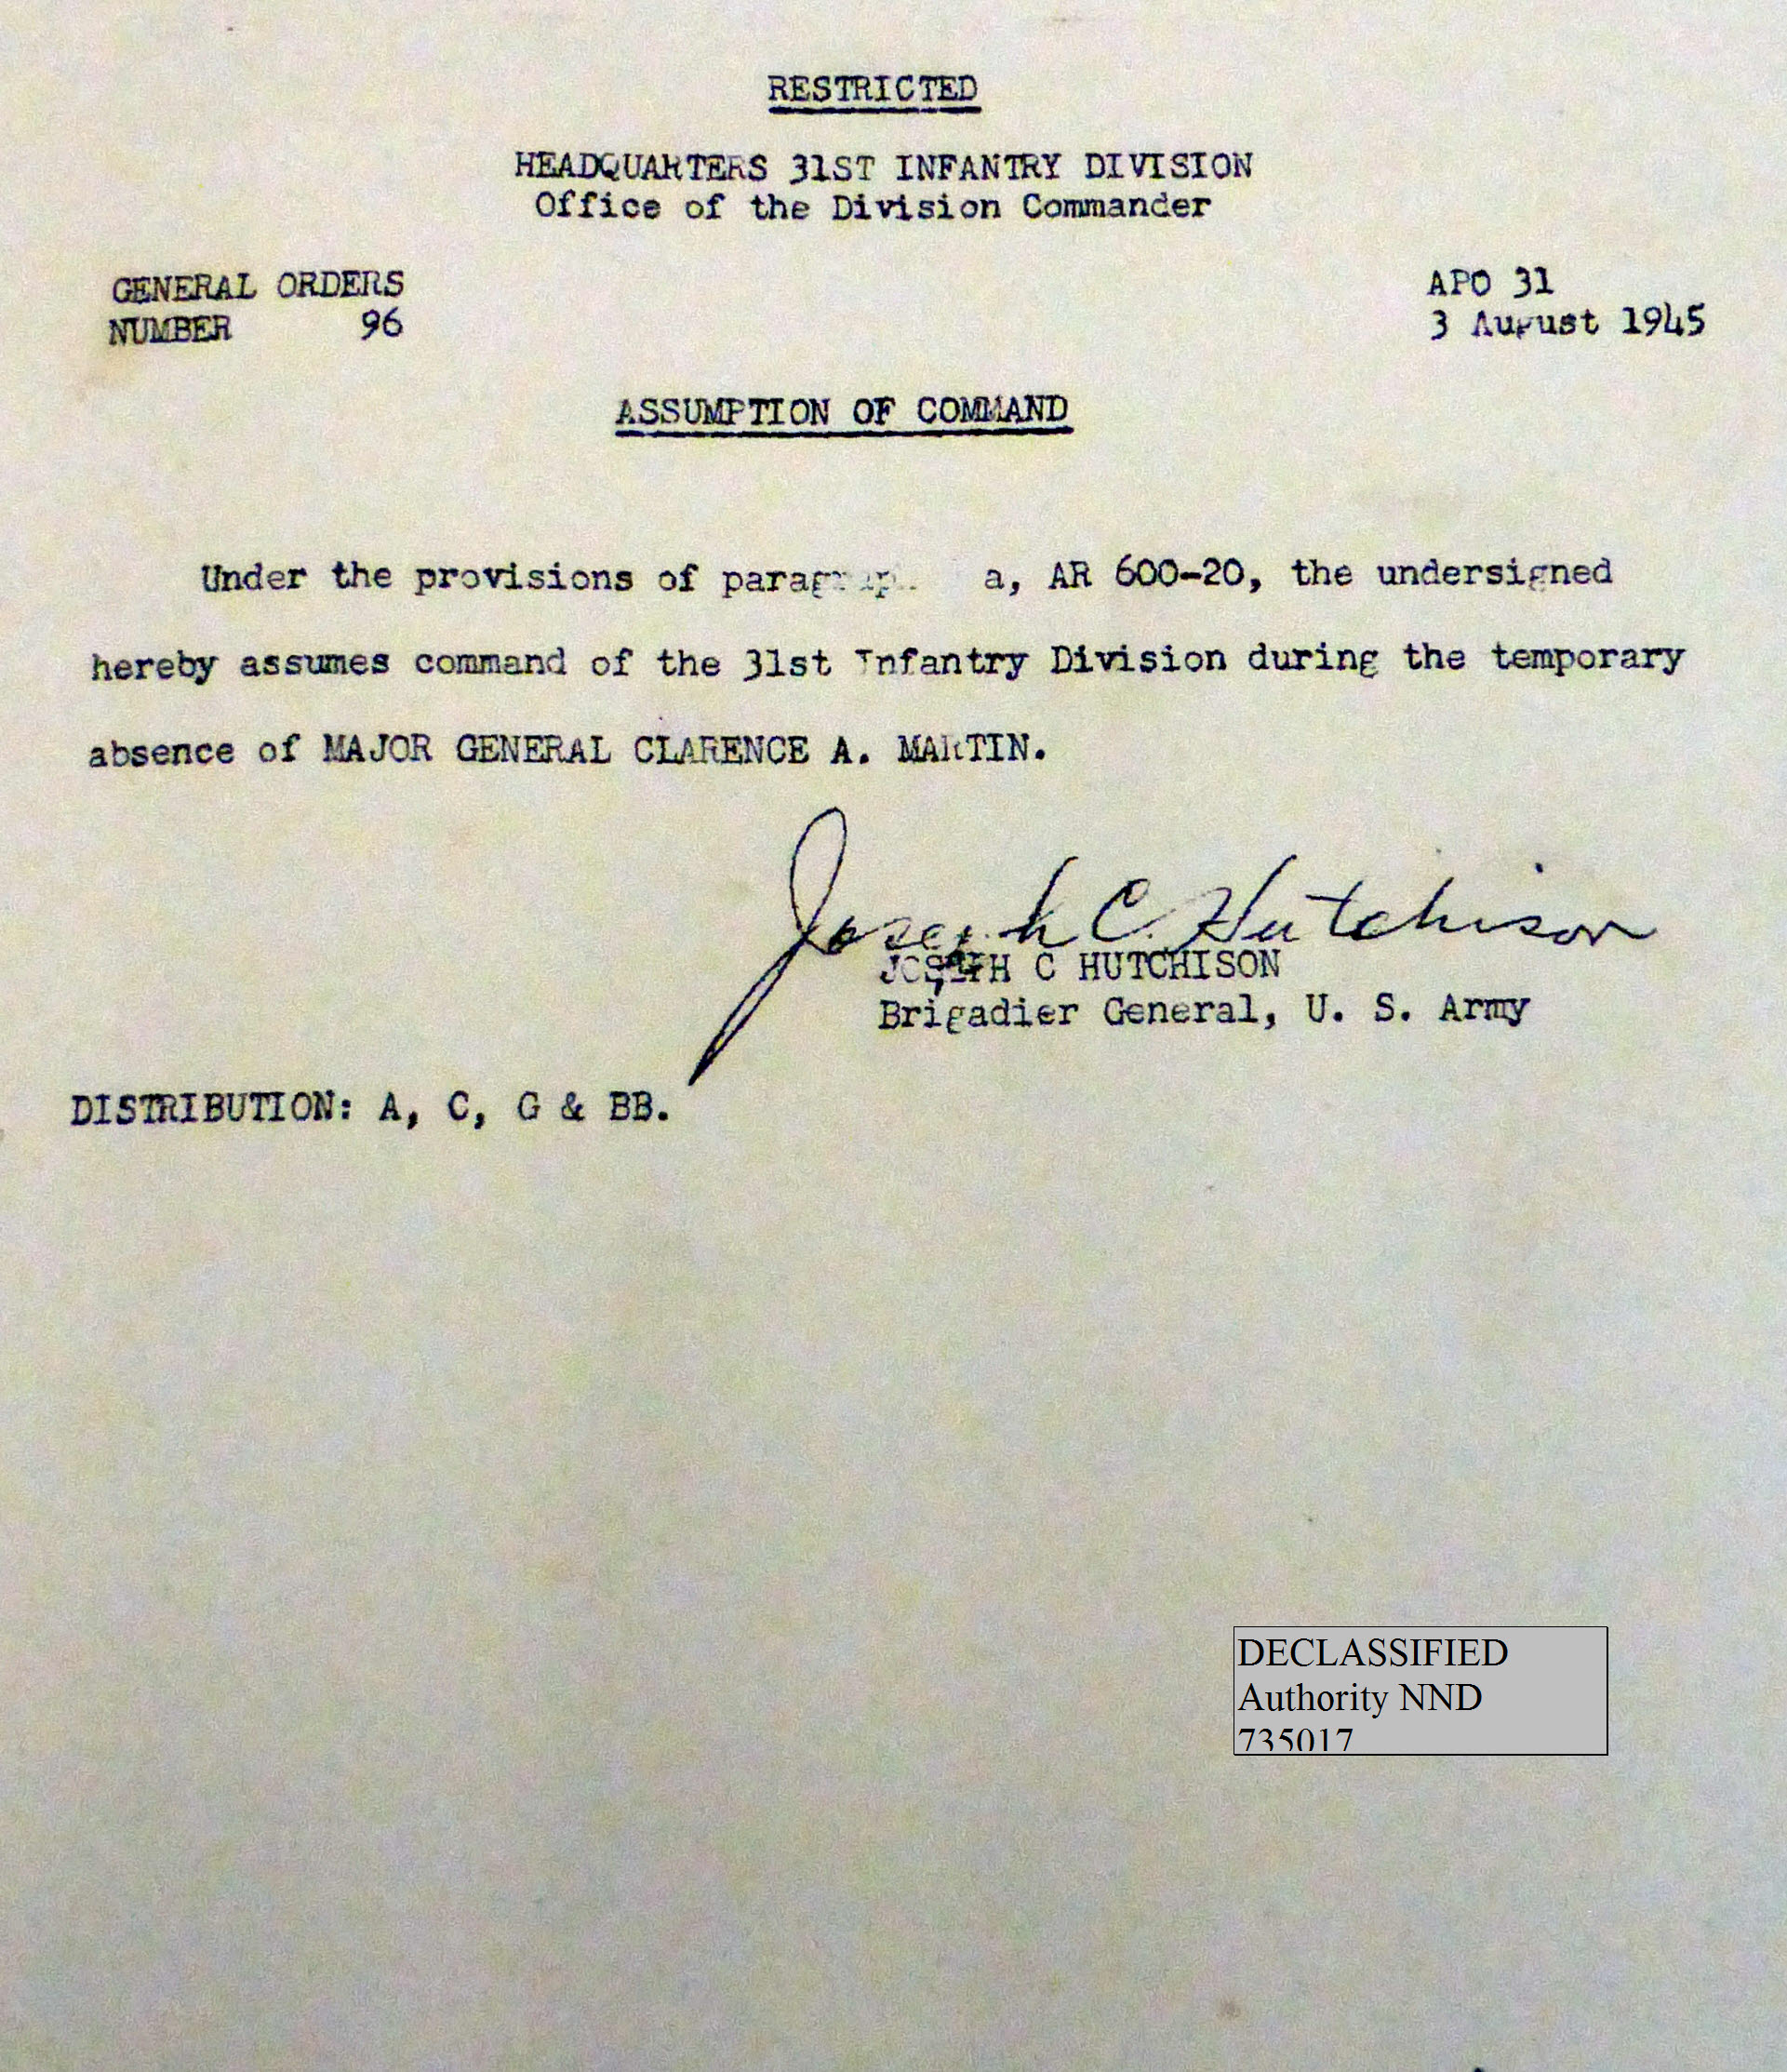 RESTRICTED
HEADQUARTERS 31ST INFANTRY DIVISION
Office of the Division Commander
GENERAL ORDERS
NUMBER 96
APO 31
3 August 1945
ASSUMPTION OF COMMAND
Under the provisions of paragraph a, AR 600-20, the undersigned
hereby assumes command of the 31st Infantry Division during the temporary
absence of MAJOR GENERAL CLARENCE A. MARTIN.
Joseph C. Hutchison
JOSEPH C HUTCHISON
Brigadier General, U. S. Army
DISTRIBUTION: A, C, G & BB.
DECLASSIFIED
Authority NND
735017